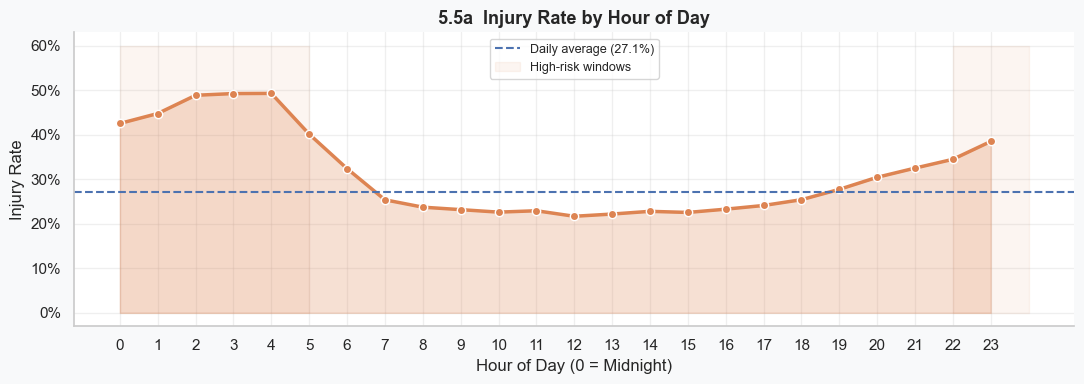 5.5a  Injury Rate by Hour of Day
Daily average (27.1%)
High-risk windows
Injury Rate
60%
50%
40%
30%
20%
10%
0%
0 1 2 3 4 5 6 7 8 9 10 11 12 13 14 15 16 17 18 19 20 21 22 23
Hour of Day (0 = Midnight)